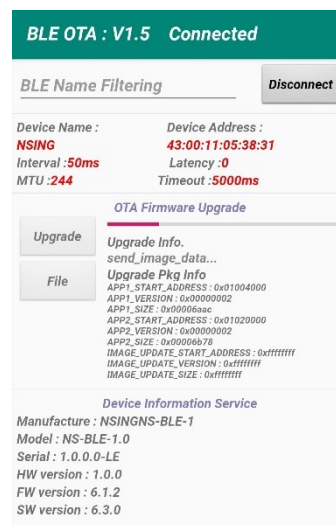 BLE OTA : V1.5 Connected
BLE Name Filtering
Disconnect
Device Name : Device Address :
NSING 43:00:11:05:38:31
Interval :50ms Latency :0
MTU :244 Timeout :5000ms
OTA Firmware Upgrade
Upgrade
File
Upgrade Info.
send_image_data...
Upgrade Pkg Info
APP1_START_ADDRESS : 0x01004000
APP1_VERSION : 0x00000002
APP1_SIZE : 0x00006aac
APP2_START_ADDRESS : 0x01020000
APP2_VERSION : 0x00000002
APP2_SIZE : 0x00006b78
IMAGE_UPDATE_START_ADDRESS : 0xffffffff
IMAGE_UPDATE_VERSION : 0xffffffff
IMAGE_UPDATE_SIZE : 0xffffffff
Device Information Service
Manufacture : NSINGNS-BLE-1
Model : NS-BLE-1.0
Serial : 1.0.0.0-LE
HW version : 1.0.0
FW version : 6.1.2
SW version : 6.3.0